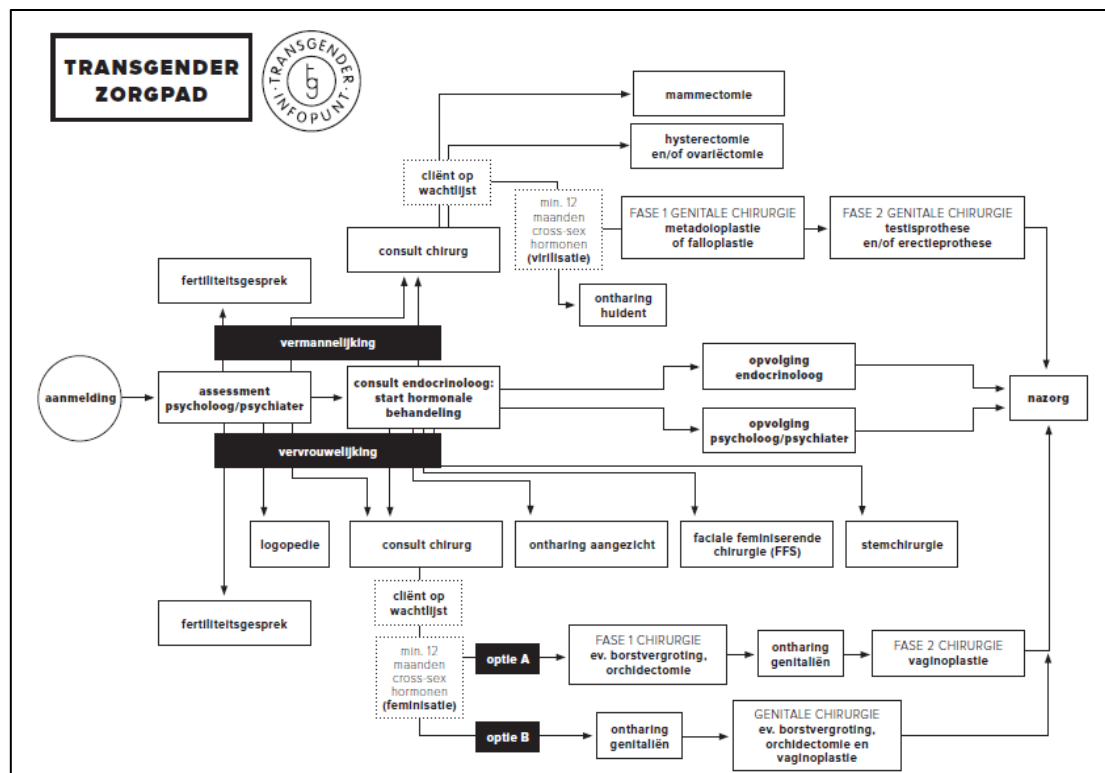 TRANSGENDER
ZORGPAD
TRANSGENDER
INFOPUNT
tg
mammectomie
hysterectomie
en/of ovariëctomie
cliënt op
wachtlijst
min. 12
maanden
cross-sex
hormonen
(virilisatie)
FASE 1 GENITALE CHIRURGIE
metadoioplastie
of falloplastie
FASE 2 GENITALE CHIRURGIE
testisprothese
en/of erectieprothese
consult chirurg
fertiliteitsgesprek
ontharing
huident
vermannelijking
aanmelding
assessment
psycholoog/psychiater
consult endocrinoloog:
start hormonale
behandeling
opvolging
endocrinoloog
opvolging
psycholoog/psychiater
nazorg
vervrouwelijking
logopedie
consult chirurg
ontharing aangezicht
faciale feminiserende
chirurgie (FFS)
stemchirurgie
fertiliteitsgesprek
cliënt op
wachtlijst
min. 12
maanden
cross-sex
hormonen
(feminisatie)
optie A
FASE 1 CHIRURGIE
ev. borstvergroting,
orchidectomie
ontharing
genitaliën
FASE 2 CHIRURGIE
vaginoplastie
optie B
ontharing
genitaliën
GENITALE CHIRURGIE
ev. borstvergroting,
orchidectomie en
vaginoplastie